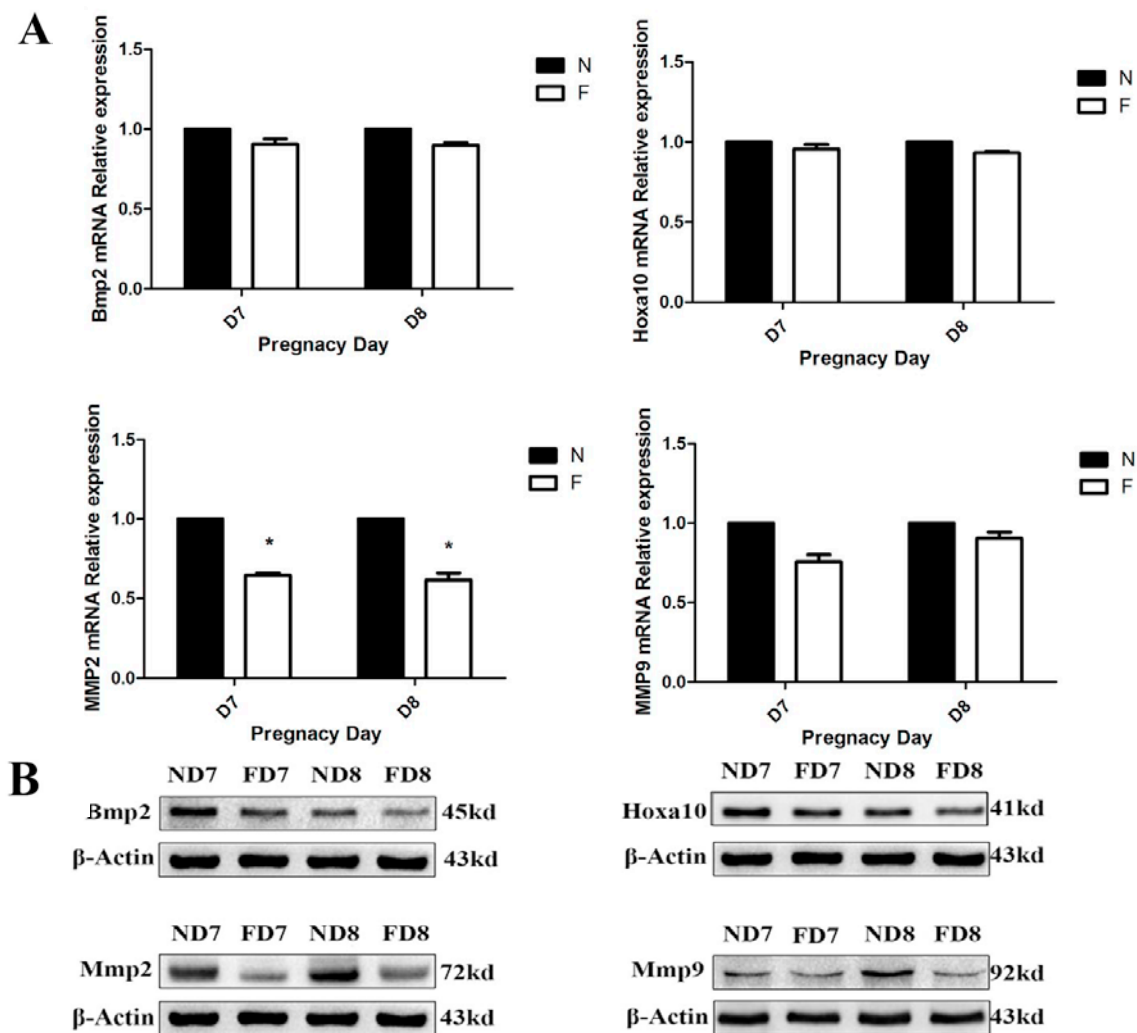 A
Bmp2 mRNA Relative expression
1.5
1.0
0.5
0.0
D7
D8
Pregnacy Day
N
F
Hoxa10 mRNA Relative expression
1.5
1.0
0.5
0.0
D7
D8
Pregnacy Day
N
F
MMP2 mRNA Relative expression
1.5
1.0
0.5
0.0
*
*
D7
D8
Pregnacy Day
N
F
MMP9 mRNA Relative expression
1.5
1.0
0.5
0.0
D7
D8
Pregnacy Day
N
F
B
ND7 FD7 ND8 FD8
Bmp2 45kd
β-Actin 43kd
ND7 FD7 ND8 FD8
Hoxa10 41kd
β-Actin 43kd
ND7 FD7 ND8 FD8
Mmp2 72kd
β-Actin 43kd
ND7 FD7 ND8 FD8
Mmp9 92kd
β-Actin 43kd